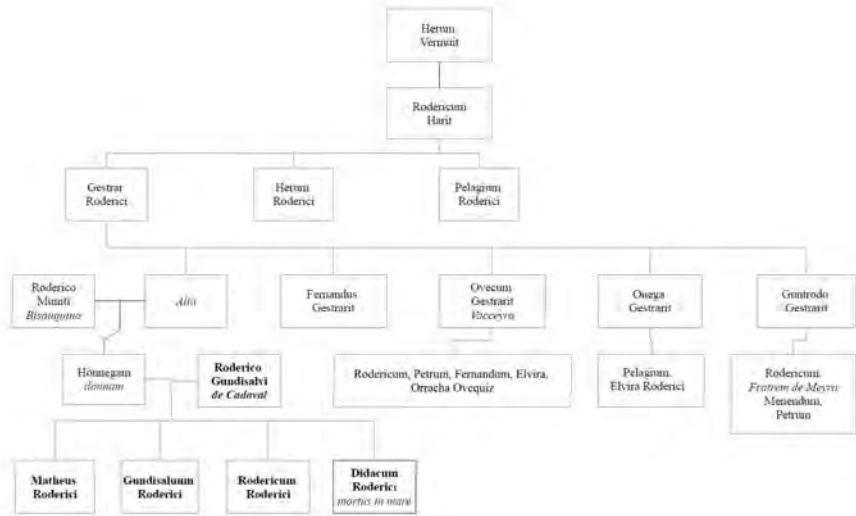 Herum
Vermuit
Rodericum
Harit
Gestrar
Roderici
Herum
Roderici
Pelagium
Roderici
Roderico
Muniti
Bisauquino
Alto
Fernandus
Gestrarit
Ovecum
Gestrarit
Vacceyro
Onega
Gestrarit
Guntrodo
Gestrarit
Honnegam
donnam
Roderico
Gundisalvi
de Cadaval
Rodericum, Petrum, Fernandum, Elvira,
Orracha Ovequiz
Pelagium.
Elvira Roderici
Rodericum.
Fratrem de Meyra
Menendum,
Petrum
Matheus
Roderici
Gundisaluum
Roderici
Rodericum
Roderici
Didacum
Roderici
mortus in mare